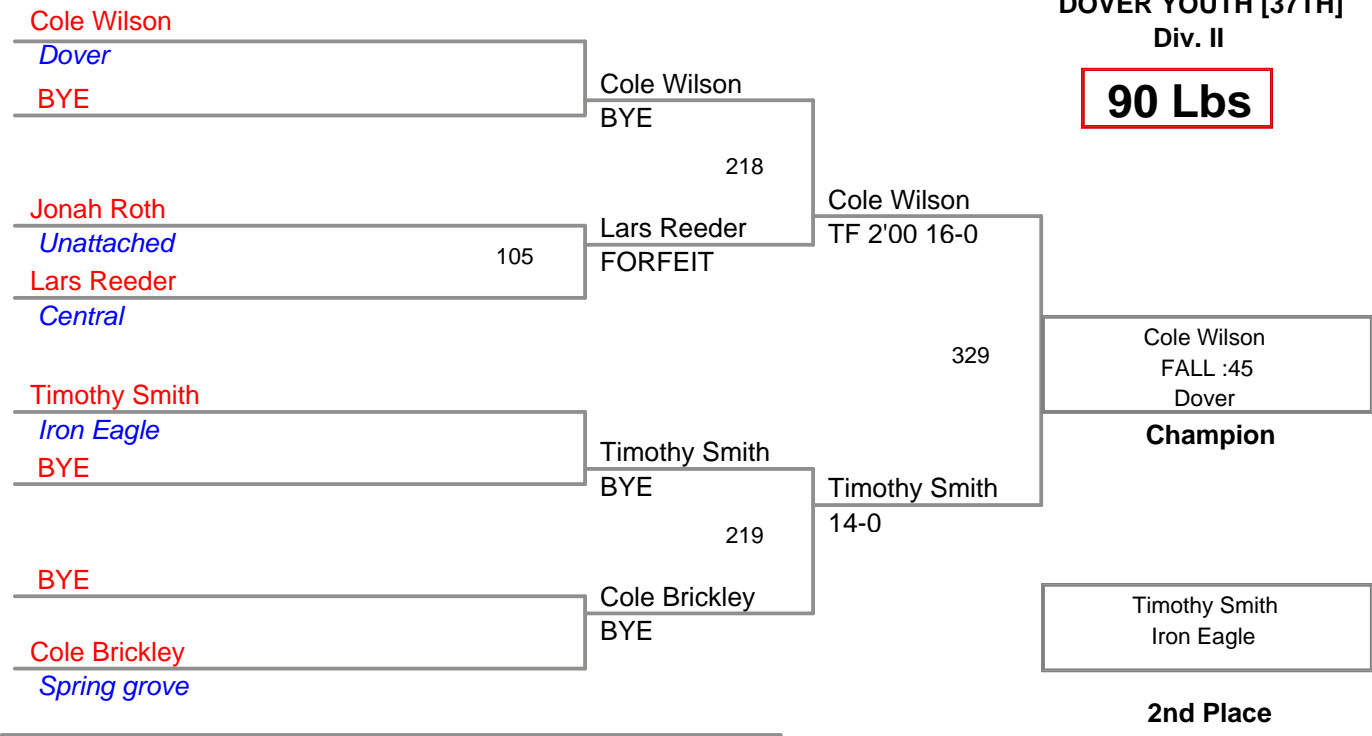 DOVER YOUTH [37TH]
Div. II
90 Lbs
Cole Wilson
Dover
BYE
Cole Wilson
BYE
218
Jonah Roth
Unattached
105
Lars Reeder
Central
Lars Reeder
FORFEIT
Cole Wilson
TF 2'00 16-0
329
Timothy Smith
Iron Eagle
BYE
Timothy Smith
BYE
219
BYE
Cole Brickley
Spring grove
Cole Brickley
BYE
Timothy Smith
14-0
Cole Wilson
FALL :45
Dover
Champion
Timothy Smith
Iron Eagle
2nd Place